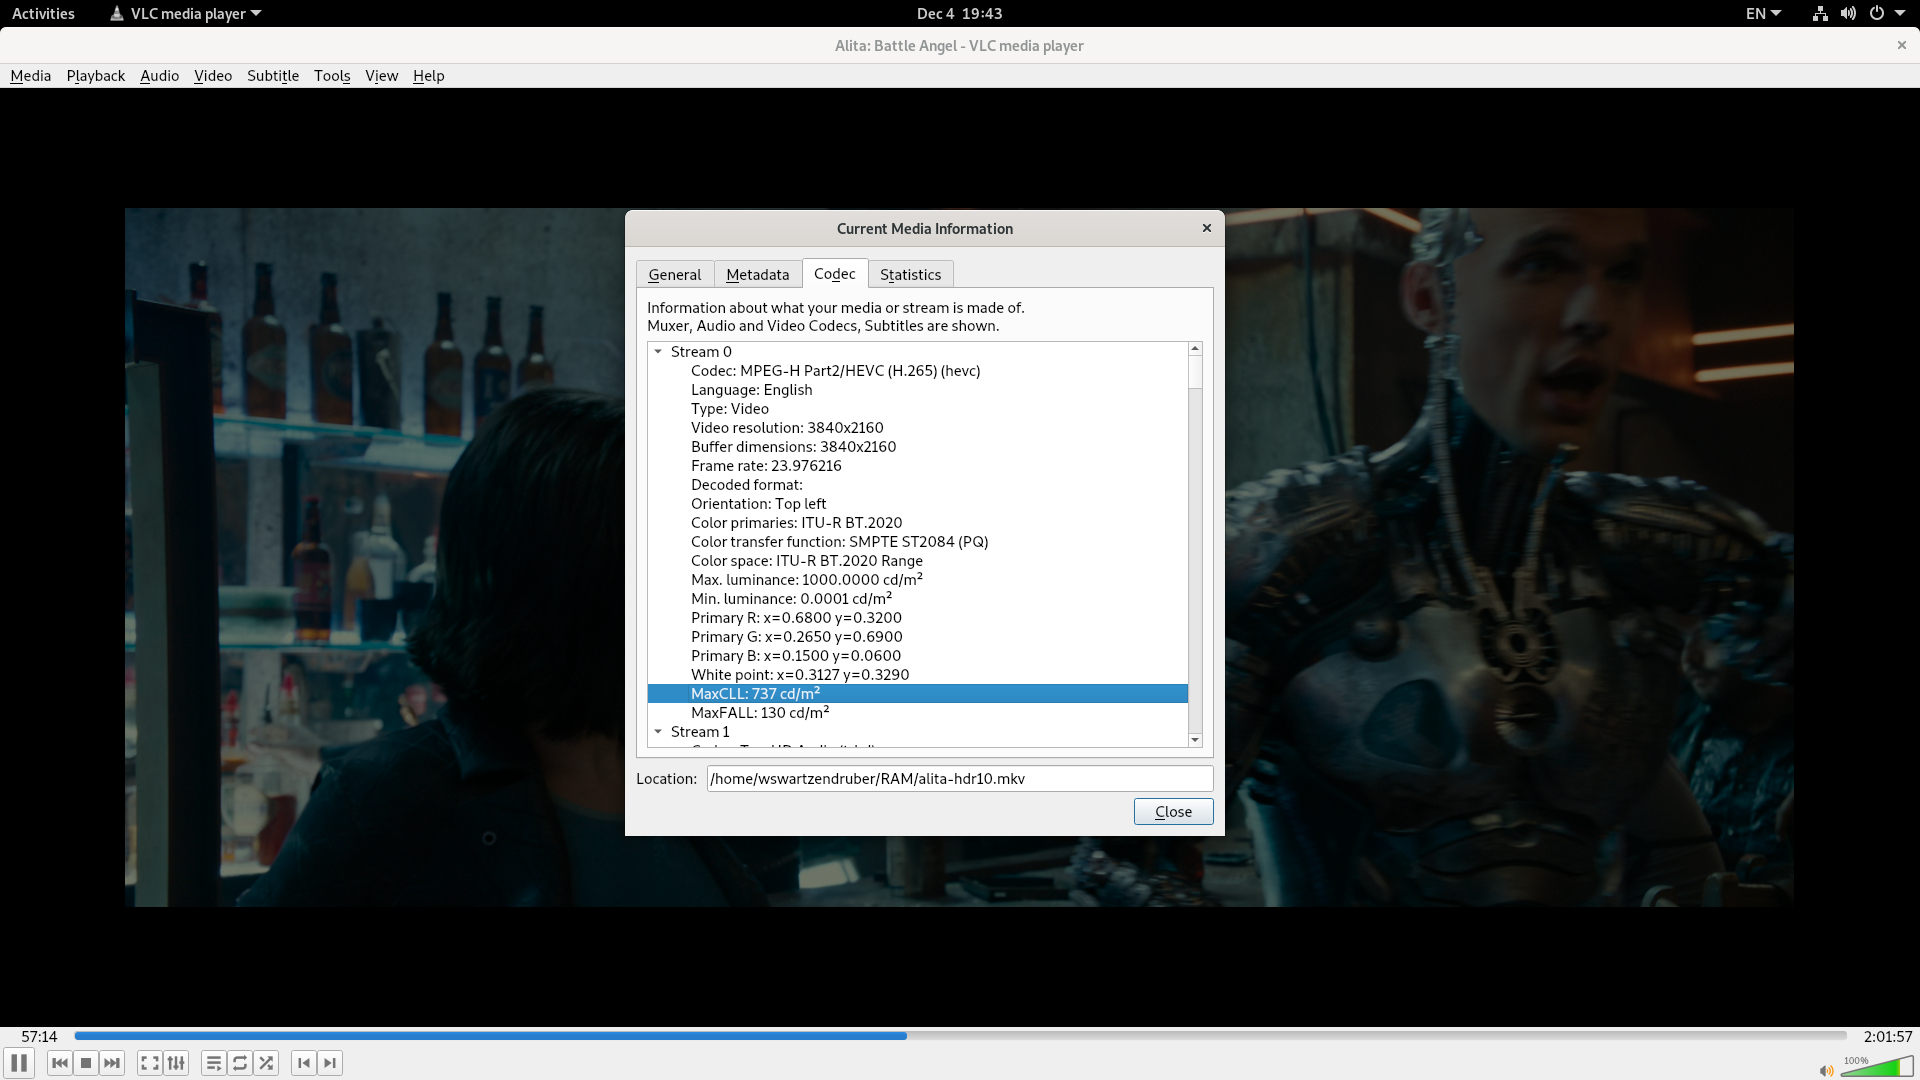 Activities
VLC media player
Dec 4 19:43
EN
Alita: Battle Angel - VLC media player
Media Playback Audio Video Subtitle Tools View Help
Current Media Information
General Metadata Codec Statistics
Information about what your media or stream is made of.
Muxer, Audio and Video Codecs, Subtitles are shown.
Stream 0
Codec: MPEG-H Part2/HEVC (H.265) (hevc)
Language: English
Type: Video
Video resolution: 3840x2160
Buffer dimensions: 3840x2160
Frame rate: 23.976216
Decoded format:
Orientation: Top left
Color primaries: ITU-R BT.2020
Color transfer function: SMPTE ST2084 (PQ)
Color space: ITU-R BT.2020 Range
Max. luminance: 1000.0000 cd/m²
Min. luminance: 0.0001 cd/m²
Primary R: x=0.6800 y=0.3200
Primary G: x=0.2650 y=0.6900
Primary B: x=0.1500 y=0.0600
White point: x=0.3127 y=0.3290
MaxCLL: 737 cd/m²
MaxFALL: 130 cd/m²
Stream 1
Location: /home/wswartzendruber/RAM/alita-hdr10.mkv
Close
57:14
2:01:57
100%